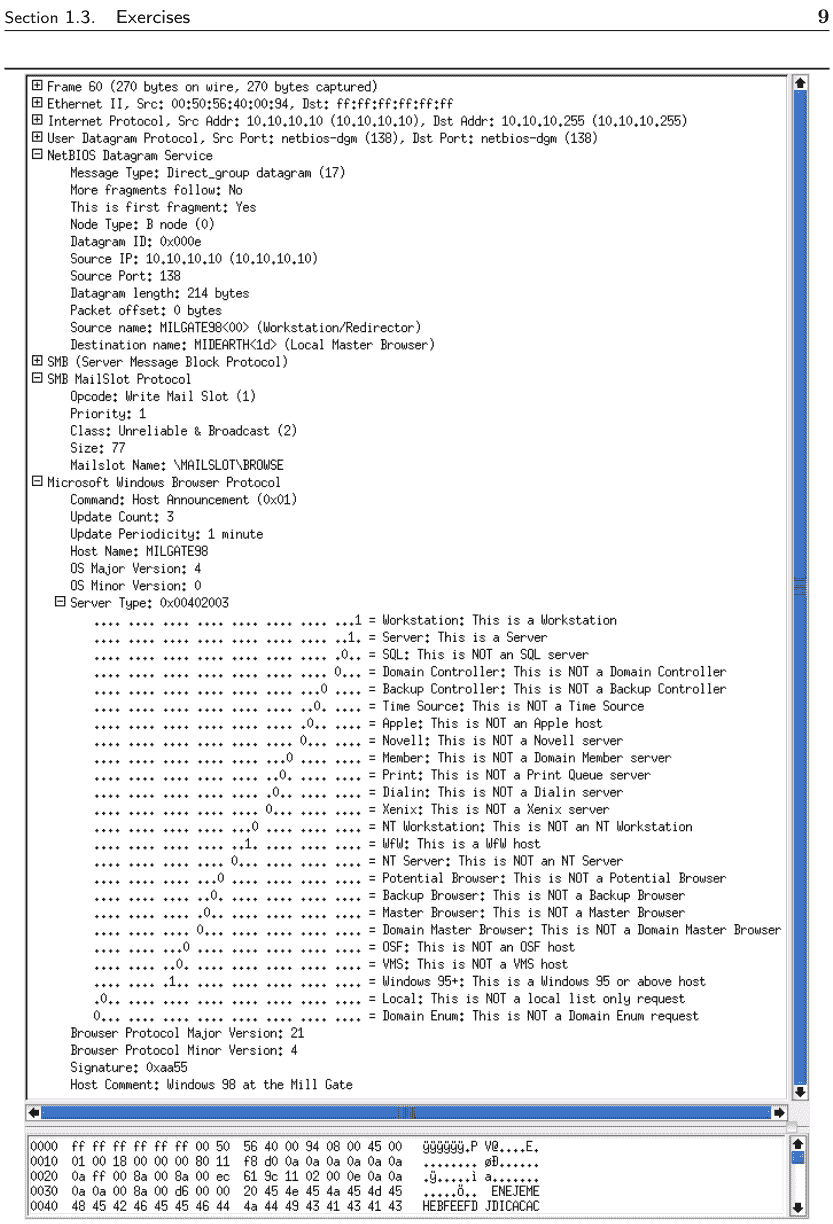 Section 1.3. Exercises 9
Frame 60 (270 bytes on wire, 270 bytes captured)
Ethernet II, Src: 00:50:56:40:00:94, Dst: ff:ff:ff:ff:ff:ff
Internet Protocol, Src Addr: 10.10.10.10 (10.10.10.10), Dst Addr: 10.10.10.255 (10.10.10.255)
User Datagram Protocol, Src Port: netbios-dgm (138), Dst Port: netbios-dgm (138)
NetBIOS Datagram Service
Message Type: Direct_group datagram (17)
More fragments follow: No
This is first fragment: Yes
Node Type: B node (0)
Datagram ID: 0x000e
Source IP: 10.10.10.10 (10.10.10.10)
Source Port: 138
Datagram length: 214 bytes
Packet offset: 0 bytes
Source name: MILGATE98<00> (Workstation/Redirector)
Destination name: MIDEARTH<1d> (Local Master Browser)
SMB (Server Message Block Protocol)
SMB MailSlot Protocol
Opcode: Write Mail Slot (1)
Priority: 1
Class: Unreliable & Broadcast (2)
Size: 77
Mailslot Name: \MAILSLOT\BROWSE
Microsoft Windows Browser Protocol
Command: Host Announcement (0x01)
Update Count: 3
Update Periodicity: 1 minute
Host Name: MILGATE98
OS Major Version: 4
OS Minor Version: 0
Server Type: 0x00402003
.... .... .... .... .... .... .... ...1 = Workstation: This is a Workstation
.... .... .... .... .... .... .... ..1. = Server: This is a Server
.... .... .... .... .... .... .... .0.. = SQL: This is NOT an SQL server
.... .... .... .... .... .... .... 0... = Domain Controller: This is NOT a Domain Controller
.... .... .... .... .... .... ...0 .... = Backup Controller: This is NOT a Backup Controller
.... .... .... .... .... .... ..0. .... = Time Source: This is NOT a Time Source
.... .... .... .... .... .... .0.. .... = Apple: This is NOT an Apple host
.... .... .... .... .... .... 0... .... = Novell: This is NOT a Novell server
.... .... .... .... .... ...0 .... .... = Member: This is NOT a Domain Member server
.... .... .... .... .... ..0. .... .... = Print: This is NOT a Print Queue server
.... .... .... .... .... .0.. .... .... = Dialin: This is NOT a Dialin server
.... .... .... .... .... 0... .... .... = Xenix: This is NOT a Xenix server
.... .... .... .... ...0 .... .... .... = NT Workstation: This is NOT an NT Workstation
.... .... .... .... ..1. .... .... .... = WfW: This is a WfW host
.... .... .... .... 0... .... .... .... = NT Server: This is NOT an NT Server
.... .... .... ...0 .... .... .... .... = Potential Browser: This is NOT a Potential Browser
.... .... .... ..0. .... .... .... .... = Backup Browser: This is NOT a Backup Browser
.... .... .... .0.. .... .... .... .... = Master Browser: This is NOT a Master Browser
.... .... .... 0... .... .... .... .... = Domain Master Browser: This is NOT a Domain Master Browser
.... .... ...0 .... .... .... .... .... = OSF: This is NOT an OSF host
.... .... ..0. .... .... .... .... .... = VMS: This is NOT a VMS host
.... .... .1.. .... .... .... .... .... = Windows 95+: This is a Windows 95 or above host
.0.. .... .... .... .... .... .... .... = Local: This is NOT a local list only request
0... .... .... .... .... .... .... .... = Domain Enum: This is NOT a Domain Enum request
Browser Protocol Major Version: 21
Browser Protocol Minor Version: 4
Signature: 0xaa55
Host Comment: Windows 98 at the Mill Gate
0000 ff ff ff ff ff ff 00 50 56 40 00 94 08 00 45 00 ÿÿÿÿÿÿ.P V@....E.
0010 01 00 18 00 00 00 80 11 f8 d0 0a 0a 0a 0a 0a 0a ........ øÐ......
0020 0a ff 00 8a 00 8a 00 ec 61 9c 11 02 00 0e 0a 0a .ÿ.....ì a.......
0030 0a 0a 00 8a 00 d6 00 00 20 45 4e 45 4a 45 4d 45 .....Ö.. ENEJEME
0040 48 45 42 46 45 45 46 44 4a 44 49 43 41 43 41 43 HEBFEEFD JDICACAC